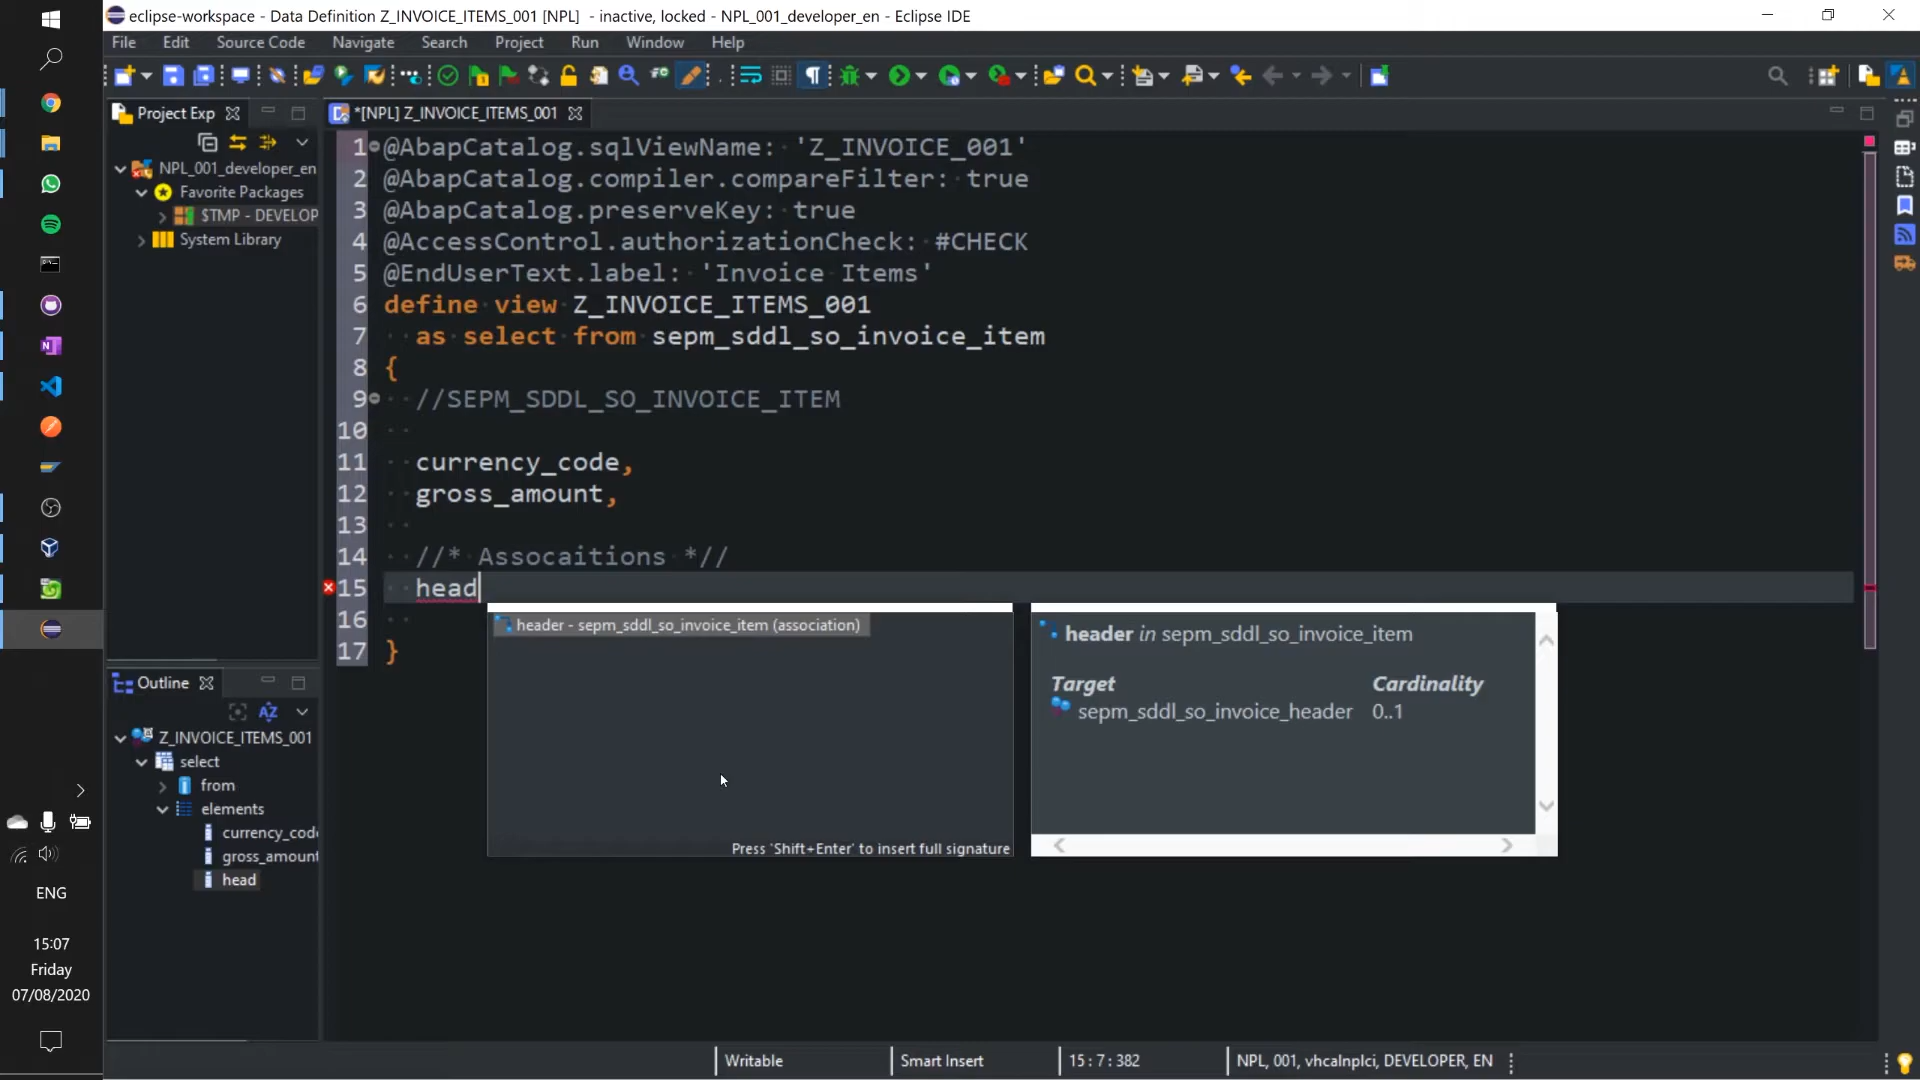 eclipse-workspace - Data Definition Z_INVOICE_ITEMS_001 [NPL]  - inactive, locked - NPL_001_developer_en - Eclipse IDE
File Edit Source Code Navigate Search Project Run Window Help
Project Exp
*[NPL] Z_INVOICE_ITEMS_001
NPL_001_developer_en
Favorite Packages
$TMP - DEVELOP
System Library
1 @AbapCatalog.sqlViewName: 'Z_INVOICE_001'
2 @AbapCatalog.compiler.compareFilter: true
3 @AbapCatalog.preserveKey: true
4 @AccessControl.authorizationCheck: #CHECK
5 @EndUserText.label: 'Invoice Items'
6 define view Z_INVOICE_ITEMS_001
7 as select from sepm_sddl_so_invoice_item
8 {
9 //SEPM_SDDL_SO_INVOICE_ITEM
10
11 currency_code,
12 gross_amount,
13
14 //* Assocaitions *//
15 head
16
17 }
header - sepm_sddl_so_invoice_item (association)
Press 'Shift+Enter' to insert full signature
header in sepm_sddl_so_invoice_item
Target Cardinality
sepm_sddl_so_invoice_header 0..1
Outline
Z_INVOICE_ITEMS_001
select
from
elements
currency_code
gross_amount
head
ENG
15:07
Friday
07/08/2020
Writable
Smart Insert
15 : 7 : 382
NPL, 001, vhcalnplci, DEVELOPER, EN